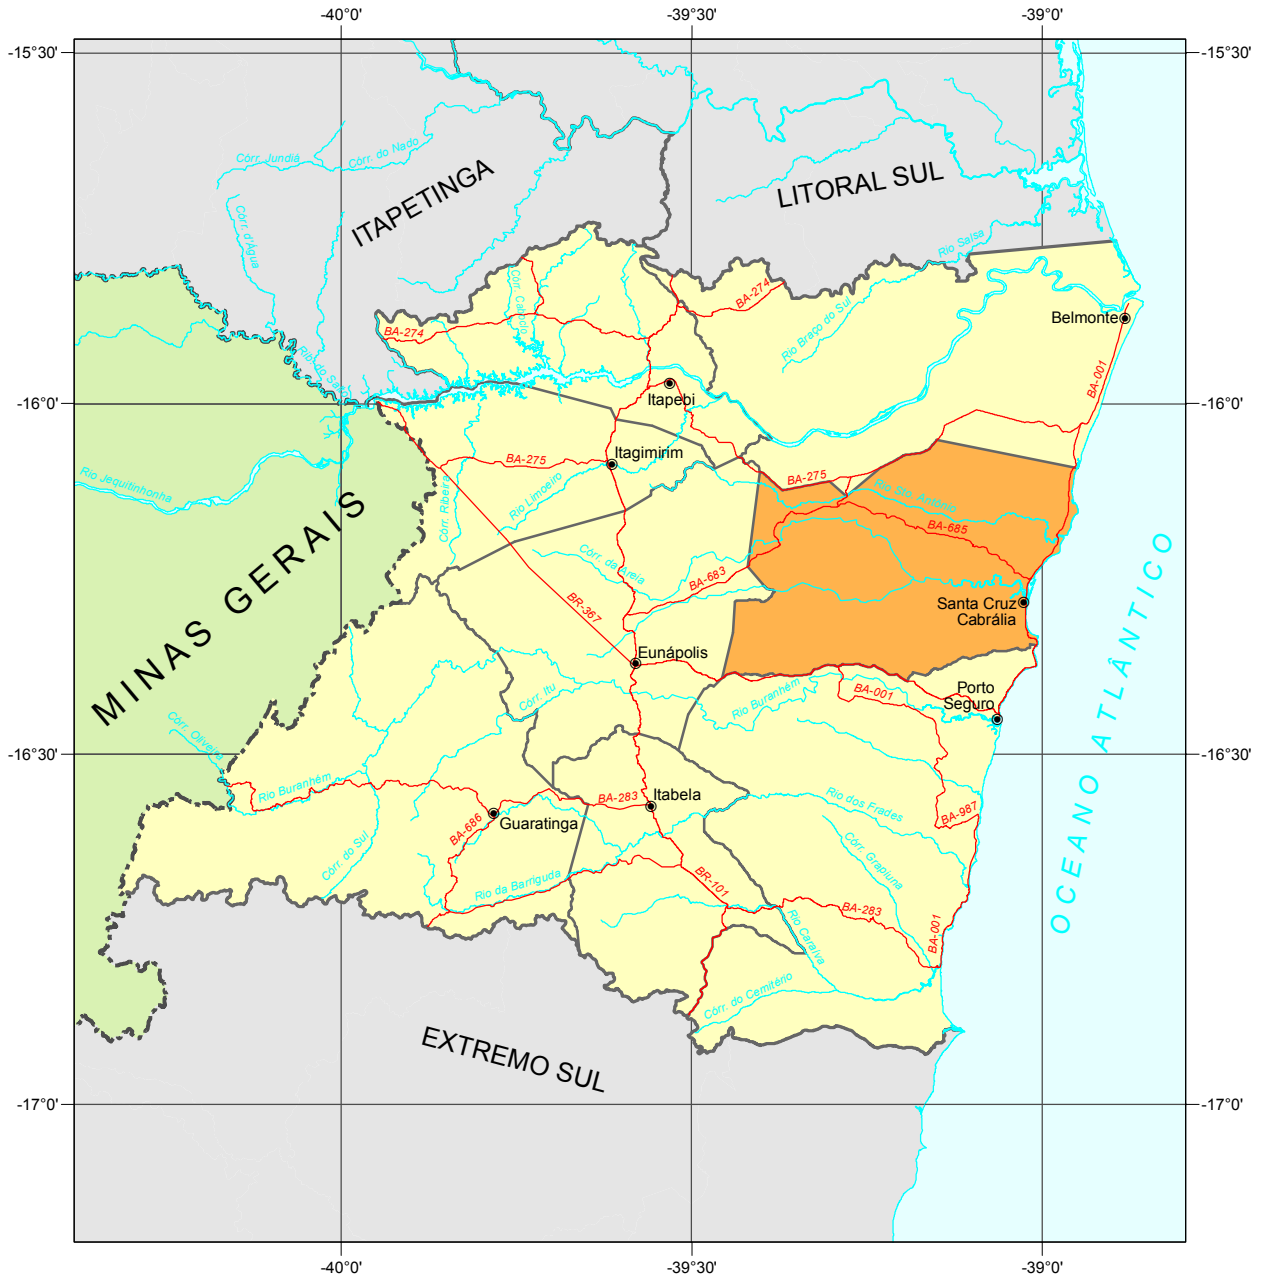 -40°0'
-39°30'
-39°0'
-15°30'
-15°30'
Córr. Jundiá
Córr. do Nado
ITAPETINGA
LITORAL SUL
Córr. d'Água
Rio Salsa
Córr. Cabodo
BA-274
BA-274
Rio Braço do Sul
Belmonte
Rib. do Salto
BA-001
Itapebi
-16°0'
-16°0'
Itagimirim
BA-275
BA-275
Rio Jequitinhonha
Rio Limoeiro
Córr. Ribeira
Rio Sto. Antônio
BA-685
MINAS GERAIS
Córr. da Areia
BA-683
BR-367
Santa Cruz
Cabrália
Eunápolis
OCEANO ATLÂNTICO
Córr. Itu
Rio Buranhém
BA-001
Porto
Seguro
Córr. Oliveira
-16°30'
-16°30'
Rio Buranhém
BA-283
Itabela
Rio dos Frades
BA-987
Guaratinga
BA-686
Córr. do Sul
Córr. Grapiuna
Rio da Barriguda
BR-101
BA-283
Rio Caraíva
BA-001
Córr. do Cemitério
EXTREMO SUL
-17°0'
-17°0'
-40°0'
-39°30'
-39°0'